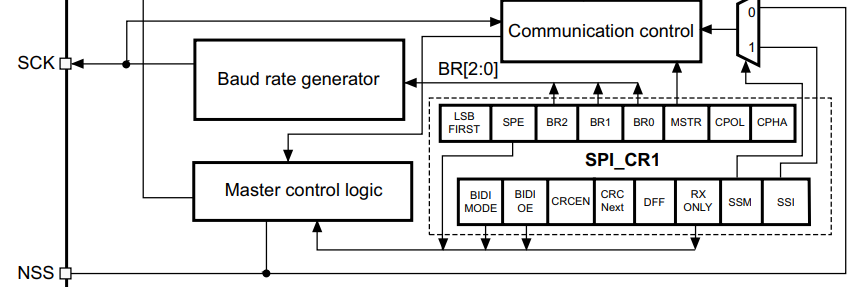 0
Communication control
1
SCK
Baud rate generator
BR[2:0]
LSB
FIRST
SPE
BR2
BR1
BR0
MSTR
CPOL
CPHA
SPI_CR1
Master control logic
BIDI
MODE
BIDI
OE
CRCEN
CRC
Next
DFF
RX
ONLY
SSM
SSI
NSS